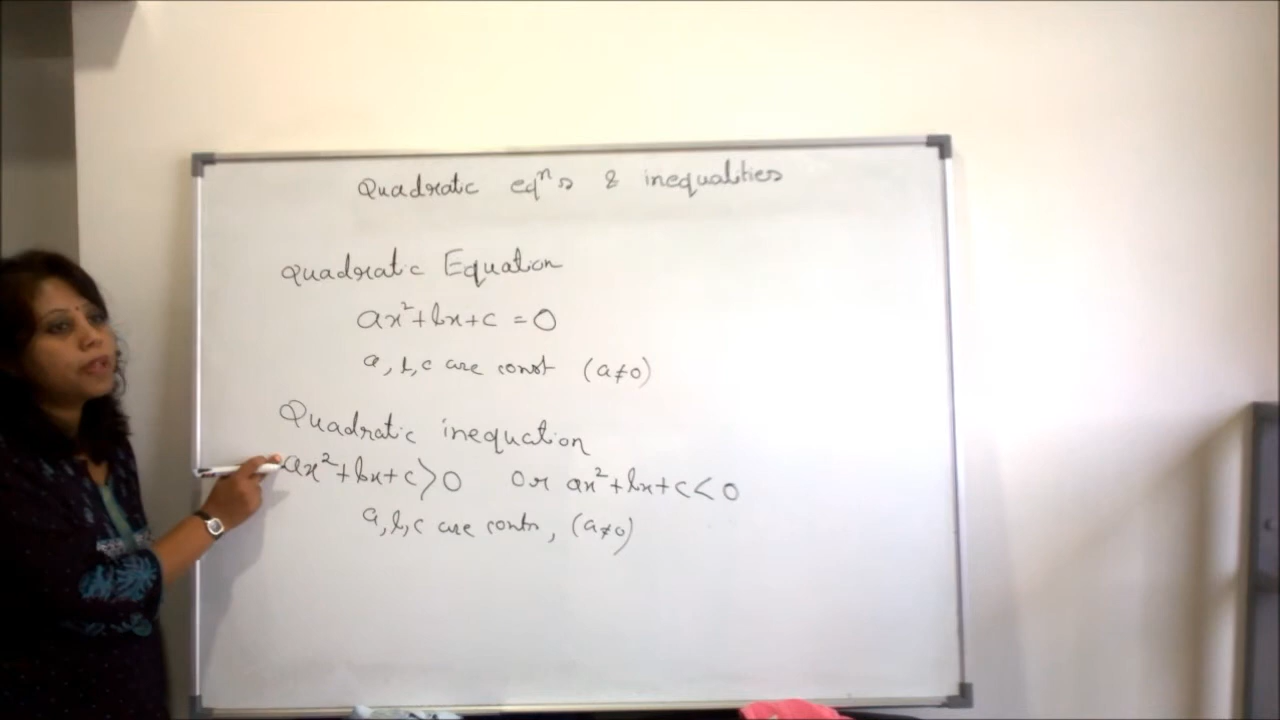 Quadratic eqⁿs & inequalities
Quadratic Equation
ax²+bx+c = 0
a, b, c are const (a≠0)
Quadratic inequation
ax²+bx+c > 0 Or ax²+bx+c < 0
a, b, c are , (a≠0)